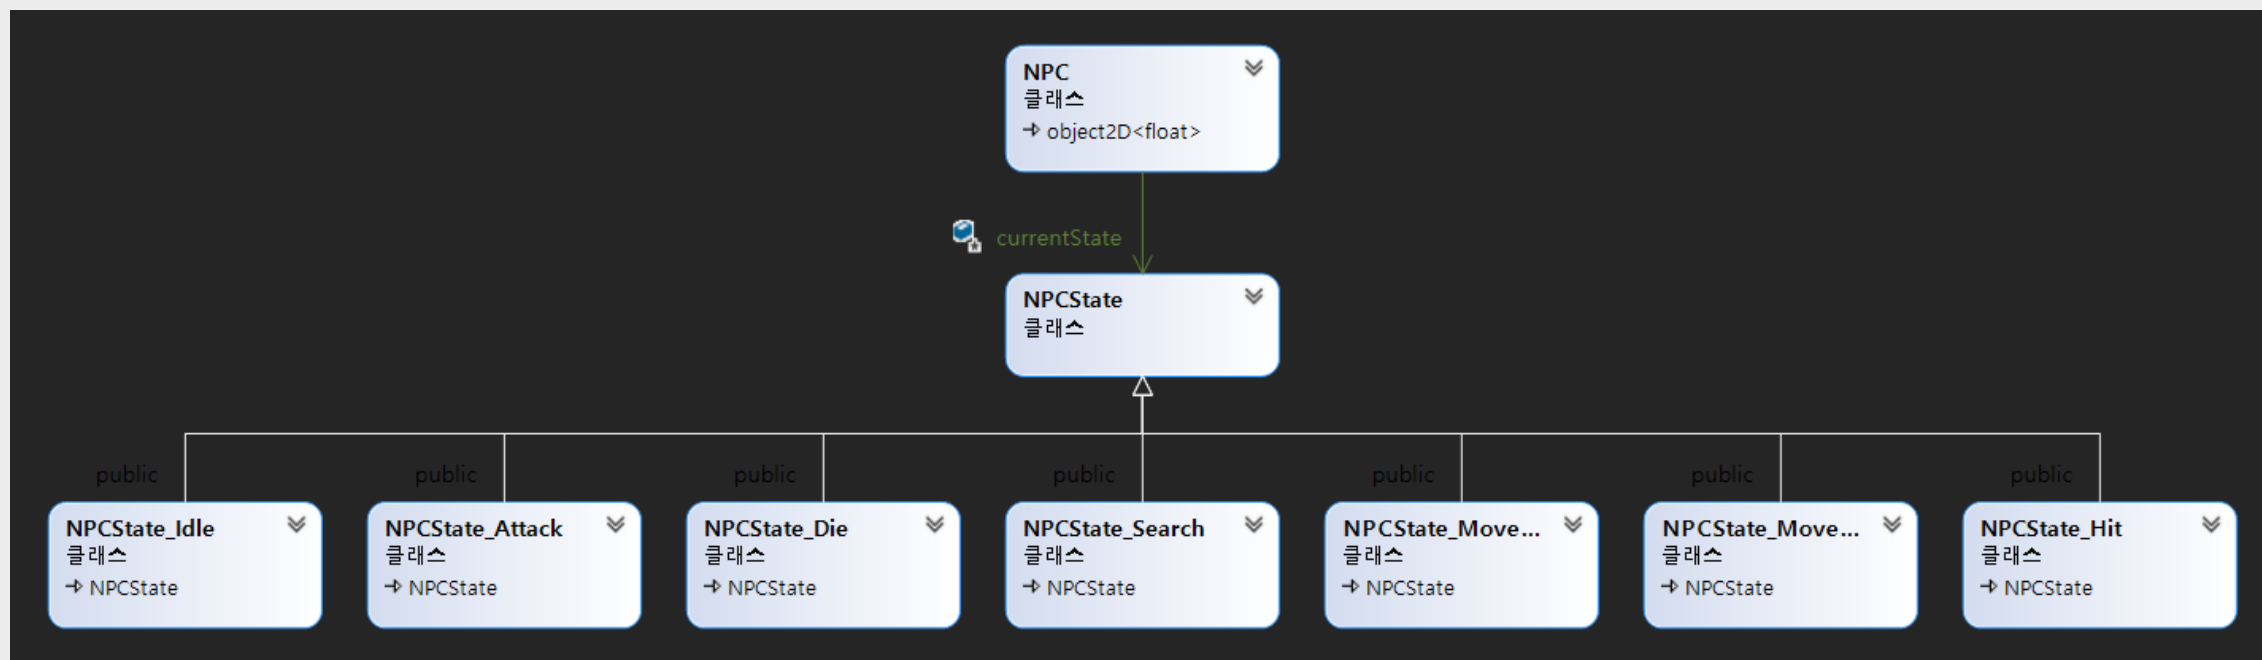 NPC
클래스
object2D<float>
currentState
NPCState
클래스
public public public public public public public
NPCState_Idle
클래스
NPCState
NPCState_Attack
클래스
NPCState
NPCState_Die
클래스
NPCState
NPCState_Search
클래스
NPCState
NPCState_Move...
클래스
NPCState
NPCState_Move...
클래스
NPCState
NPCState_Hit
클래스
NPCState